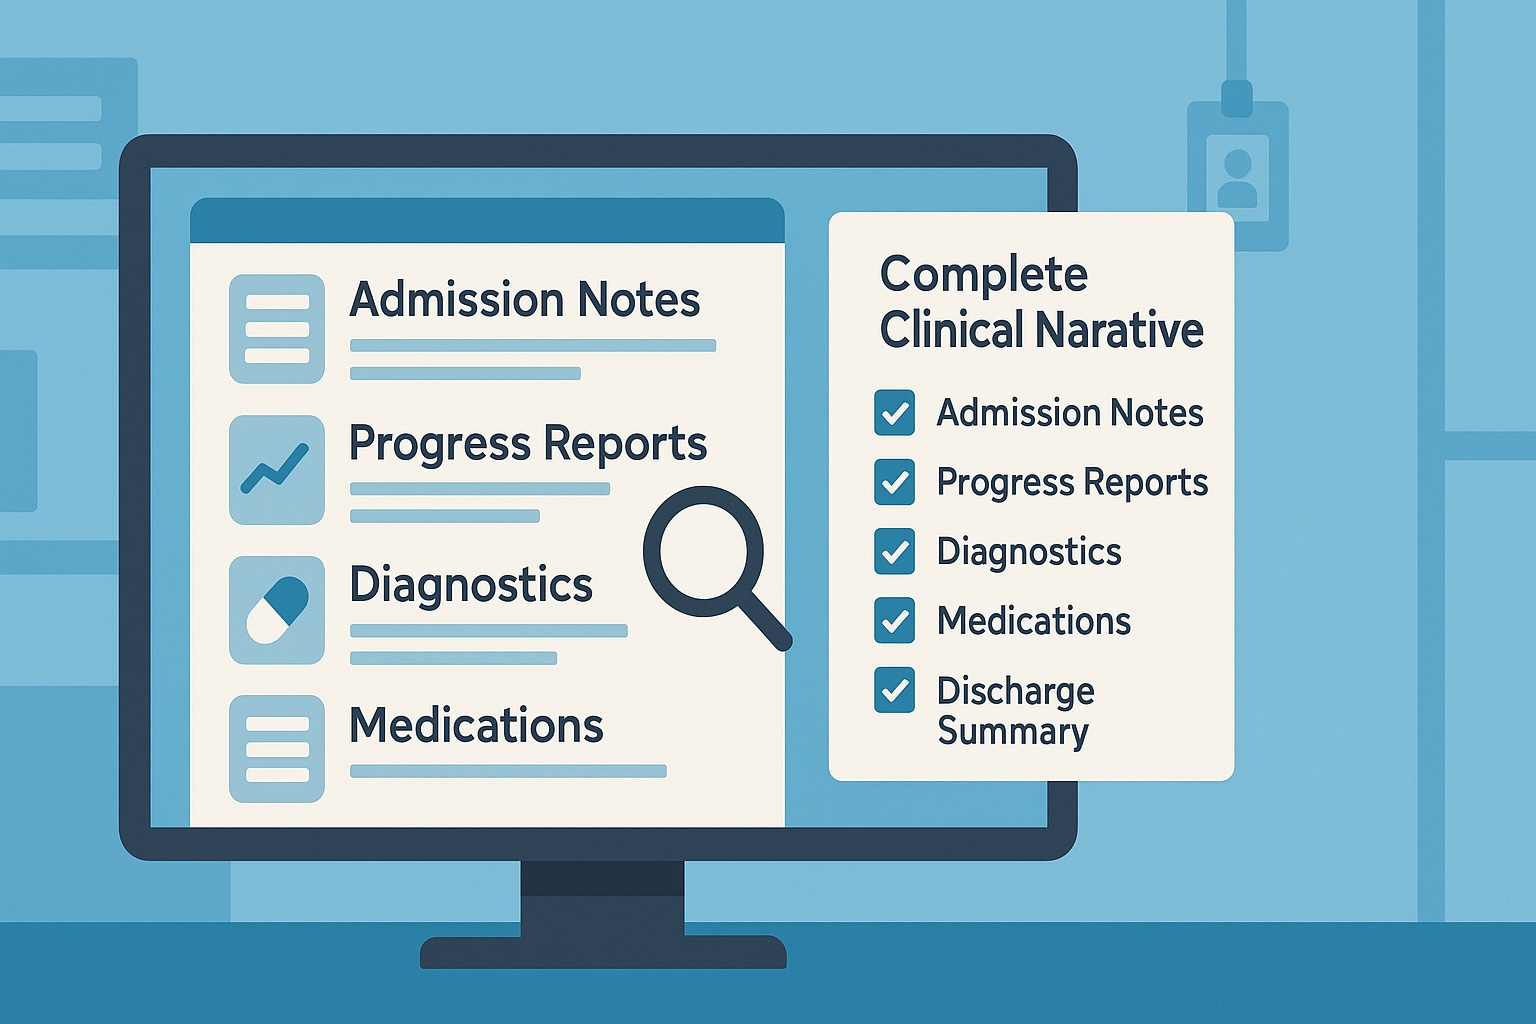 Admission Notes
Progress Reports
Diagnostics
Medications
Complete
Clinical Narative
Admission Notes
Progress Reports
Diagnostics
Medications
Discharge
Summary